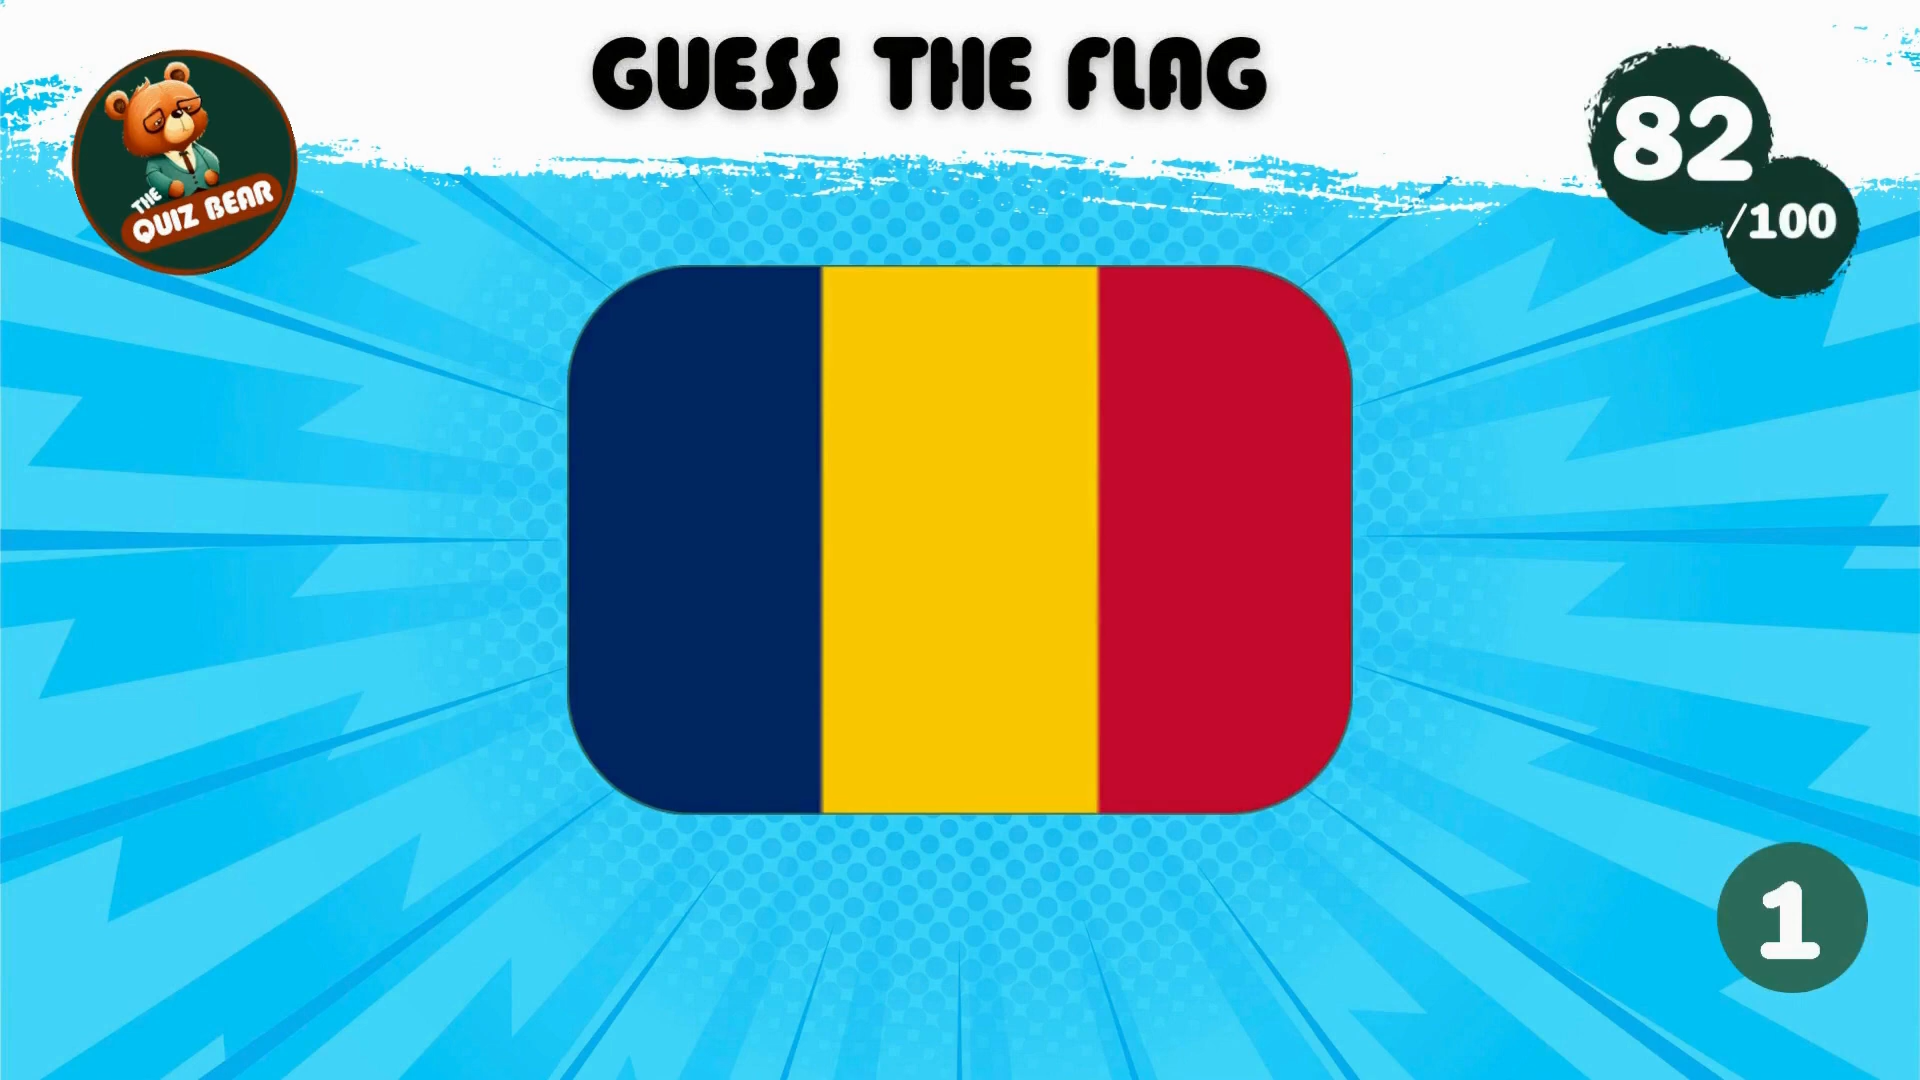 GUESS THE FLAG
THE
QUIZ BEAR
82
/100
1